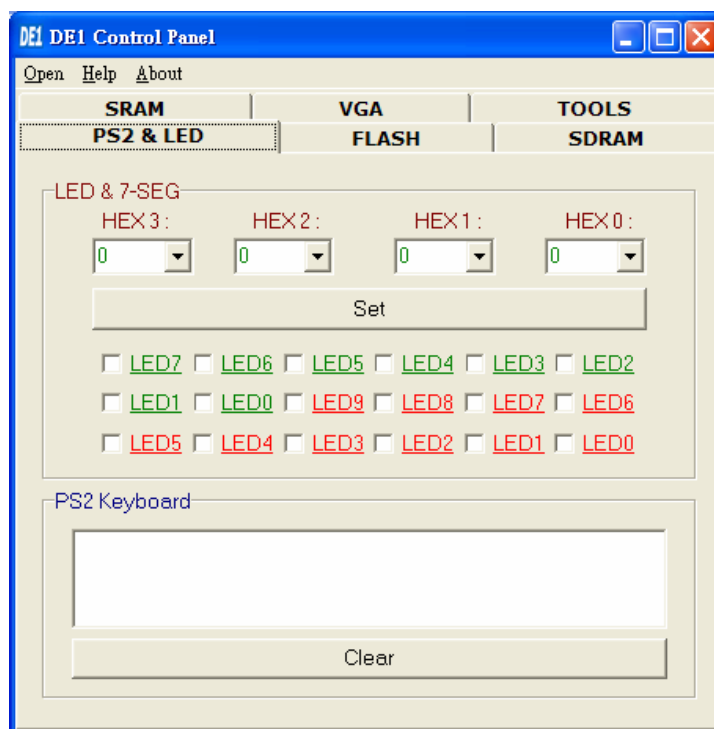 DE1 DE1 Control Panel
Open Help About
SRAM VGA TOOLS
PS2 & LED FLASH SDRAM
LED & 7-SEG
HEX 3 : HEX 2 : HEX 1 : HEX 0 :
0 0 0 0
Set
LED7 LED6 LED5 LED4 LED3 LED2
LED1 LED0 LED9 LED8 LED7 LED6
LED5 LED4 LED3 LED2 LED1 LED0
PS2 Keyboard
Clear